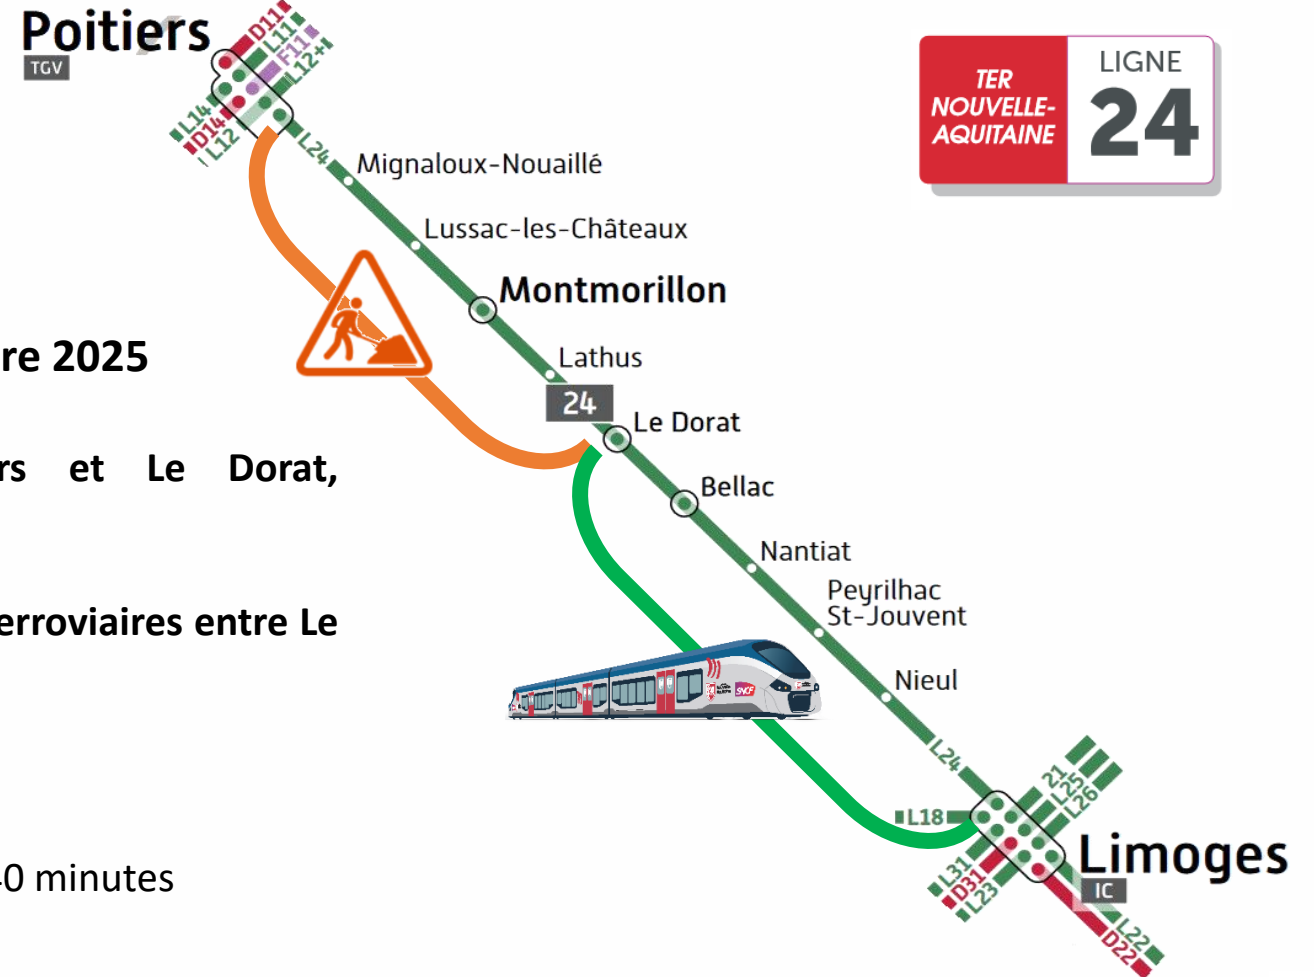 Poitiers
TGV
D11
L11
F11
L12+
L14
D14
L12
L24
TER
NOUVELLE-
AQUITAINE
LIGNE
24
Mignaloux-Nouaillé
Lussac-les-Châteaux
Montmorillon
re 2025
Lathus
24
Le Dorat
rs et Le Dorat,
Bellac
Nantiat
Peyrilhac
St-Jouvent
erroviaires entre Le
SNCF
Nieul
L24
21
L25
L26
L18
Limoges
IC
L31
D31
L23
40 minutes
L22
D22